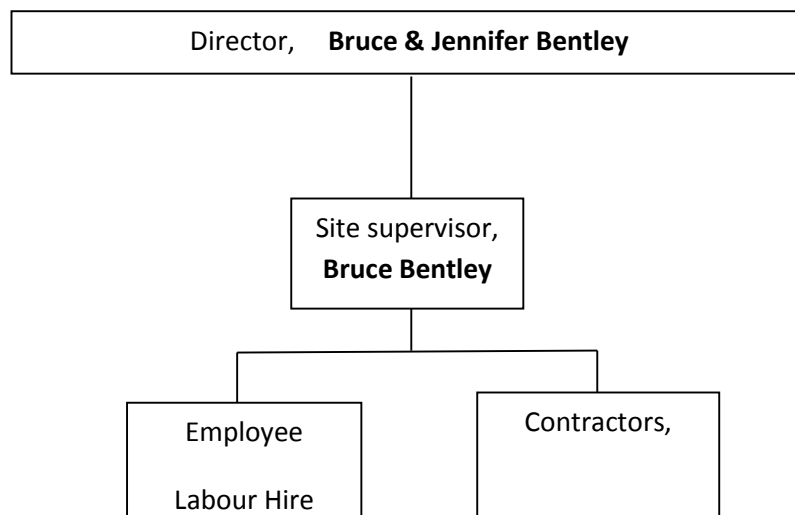 Director, Bruce & Jennifer Bentley
Site supervisor,
Bruce Bentley
Employee
Labour Hire
Contractors,